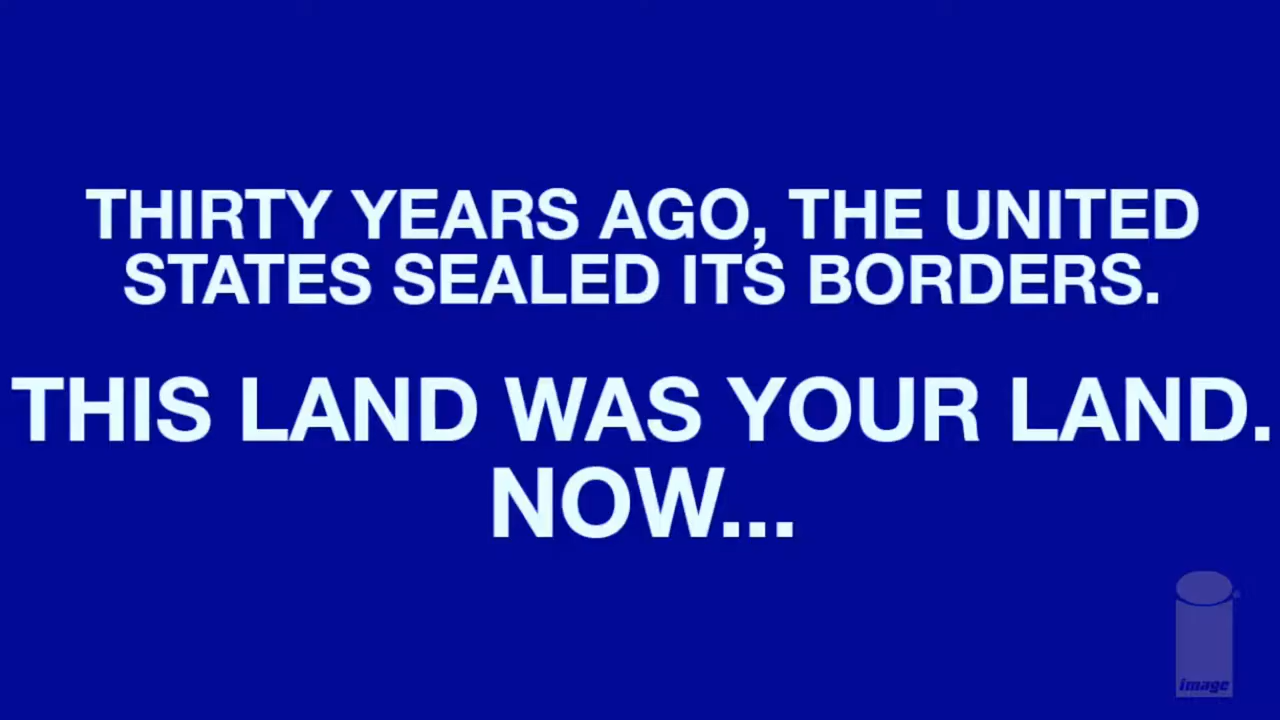 THIRTY YEARS AGO, THE UNITED
STATES SEALED ITS BORDERS.
THIS LAND WAS YOUR LAND.
NOW...
image